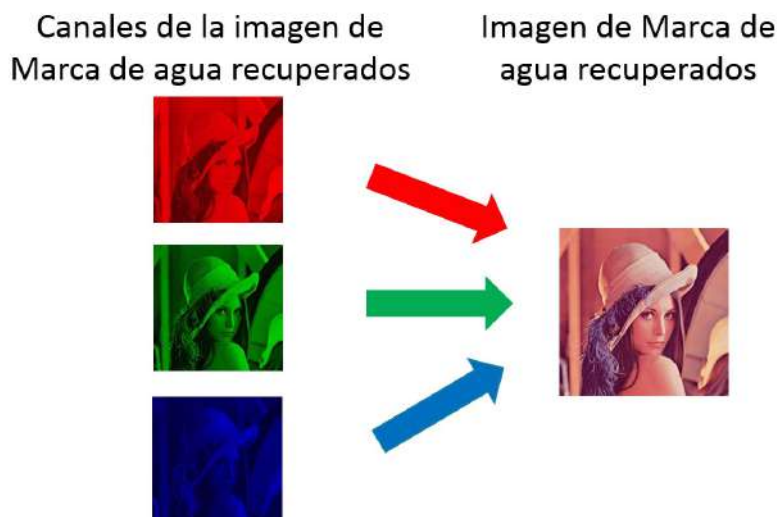 Canales de la imagen de
Marca de agua recuperados
Imagen de Marca de
agua recuperados